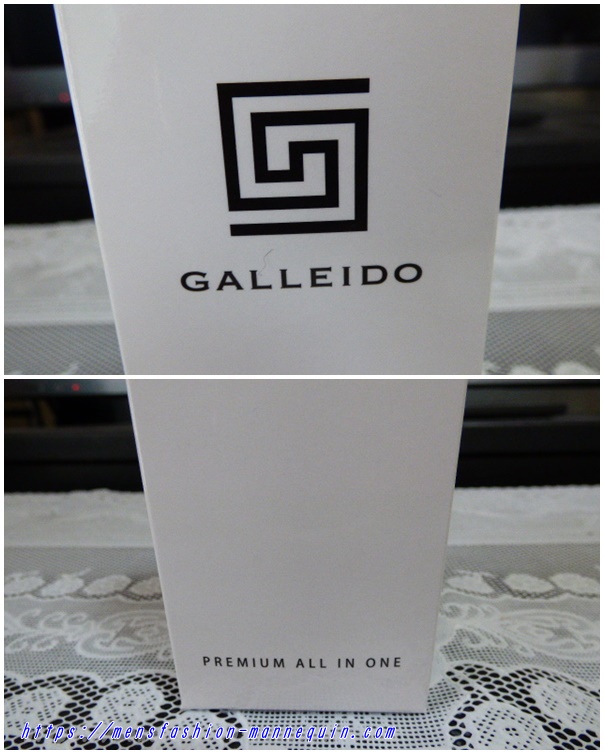 GALLEIDO
PREMIUM ALL IN ONE
https://mensfashion-mannequin.com